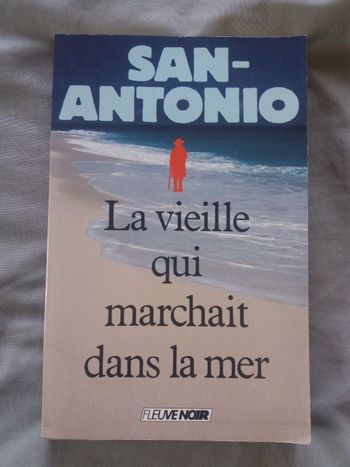 SAN-
ANTONIO
La vieille
qui
marchait
dans la mer
FLEUVE NOIR